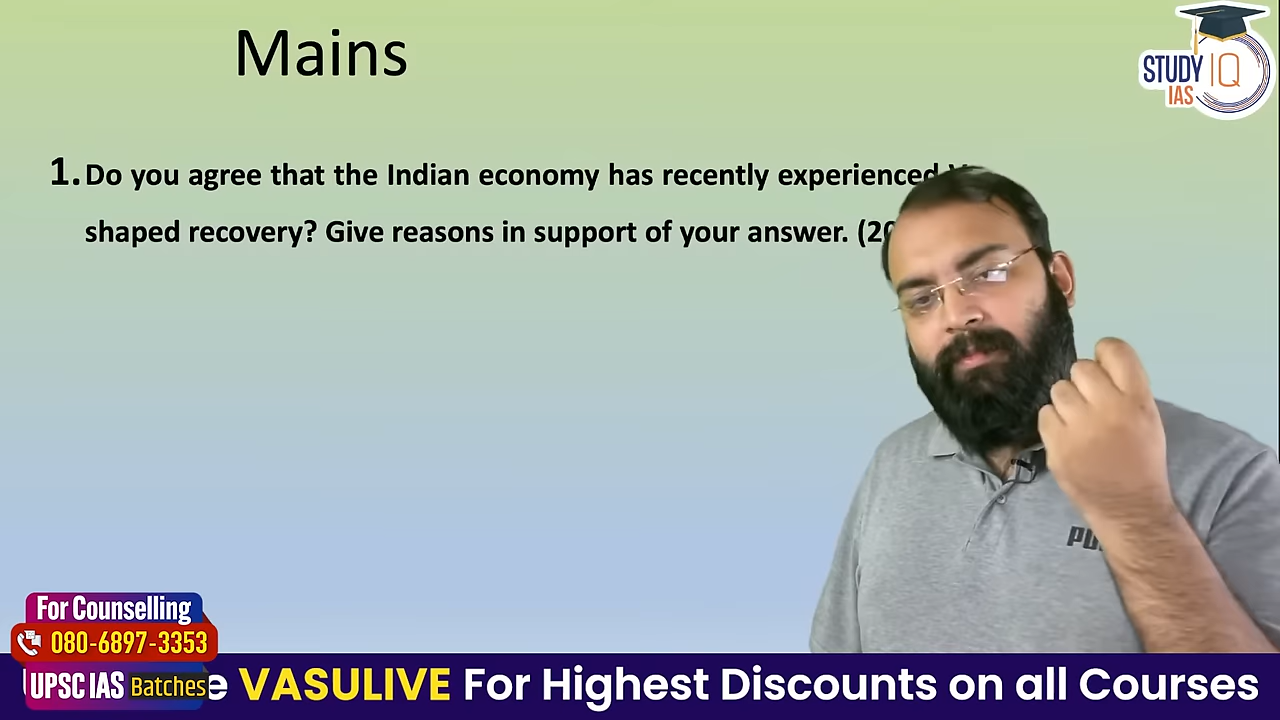 Mains
STUDY IQ
IAS
1. Do you agree that the Indian economy has recently experienced
shaped recovery? Give reasons in support of your answer.
For Counselling
080-6897-3353
UPSC IAS Batches
VASULIVE For Highest Discounts on all Courses